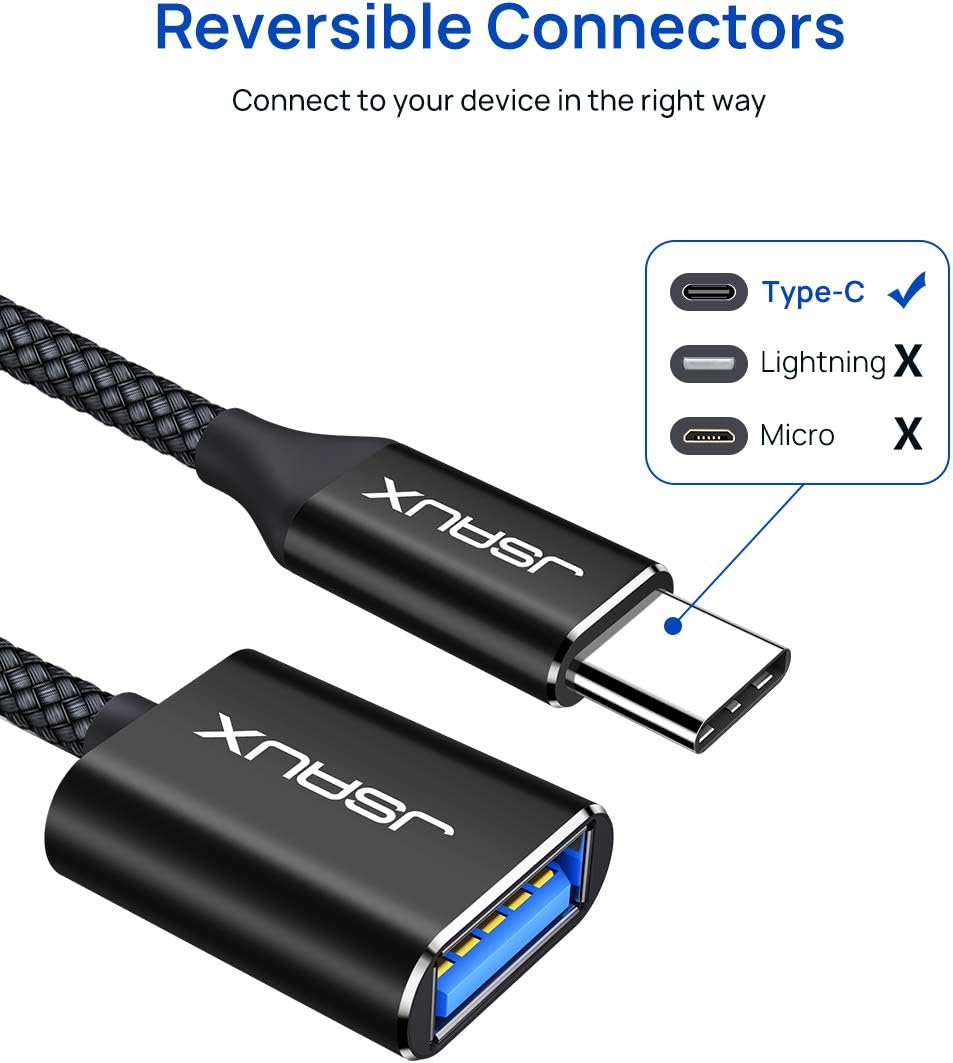 Reversible Connectors
Connect to your device in the right way
Type-C
Lightning X
Micro X
JSAUX
JSAUX